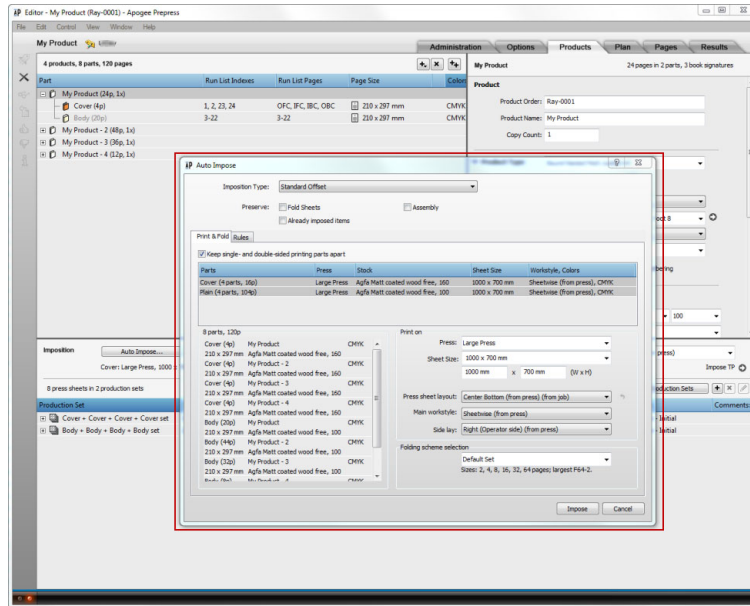 Editor - My Product (Ray-0001) - Apogee Prepress
File Edit Control View Window Help
My Product
Administration Options Products Plan Pages Results
4 products, 8 parts, 120 pages
My Product 24 pages in 2 parts, 3 book signatures
Part Run List Indexes Run List Pages Page Size Colors
Product
My Product (24p, 1x)
Cover (4p) 1, 2, 23, 24 OFC, IFC, IBC, OBC 210 x 297 mm CMYK
Body (20p) 3-22 3-22 210 x 297 mm CMYK
My Product - 2 (48p, 1x)
My Product - 3 (36p, 1x)
My Product - 4 (12p, 1x)
Product Order: Ray-0001
Product Name: My Product
Copy Count: 1
Auto Impose
Imposition Type: Standard Offset
Preserve: Fold Sheets Assembly
Already imposed items
Print & Fold Rules
Keep single- and double-sided printing parts apart
Parts Press Stock Sheet Size Workstyle, Colors
Cover (4 parts, 16p) Large Press Agfa Matt coated wood free, 160 1000 x 700 mm Sheetwise (from press), CMYK
Plain (4 parts, 104p) Large Press Agfa Matt coated wood free, 100 1000 x 700 mm Sheetwise (from press), CMYK
8 parts, 120p
Cover (4p) My Product CMYK
210 x 297 mm Agfa Matt coated wood free, 160
Cover (4p) My Product - 2 CMYK
210 x 297 mm Agfa Matt coated wood free, 160
Cover (4p) My Product - 3 CMYK
210 x 297 mm Agfa Matt coated wood free, 160
Cover (4p) My Product - 4 CMYK
210 x 297 mm Agfa Matt coated wood free, 160
Body (20p) My Product CMYK
210 x 297 mm Agfa Matt coated wood free, 100
Body (44p) My Product - 2 CMYK
210 x 297 mm Agfa Matt coated wood free, 100
Body (32p) My Product - 3 CMYK
210 x 297 mm Agfa Matt coated wood free, 100
Body (8p) My Product - 4 CMYK
Print on
Press: Large Press
Sheet Size: 1000 x 700 mm
1000 mm x 700 mm (W x H)
Press sheet layout: Center Bottom (from press) (from job)
Main workstyle: Sheetwise (from press)
Side lay: Right (Operator side) (from press)
Folding scheme selection
Default Set
Sizes: 2, 4, 8, 16, 32, 64 pages; largest F64-2.
Impose Cancel
Imposition Auto Impose...
Cover: Large Press, 1000 x
8 press sheets in 2 production sets
Production Set
Cover + Cover + Cover + Cover set
Body + Body + Body + Body set
100
Impose TP
Production Sets
Comments
Initial
Initial